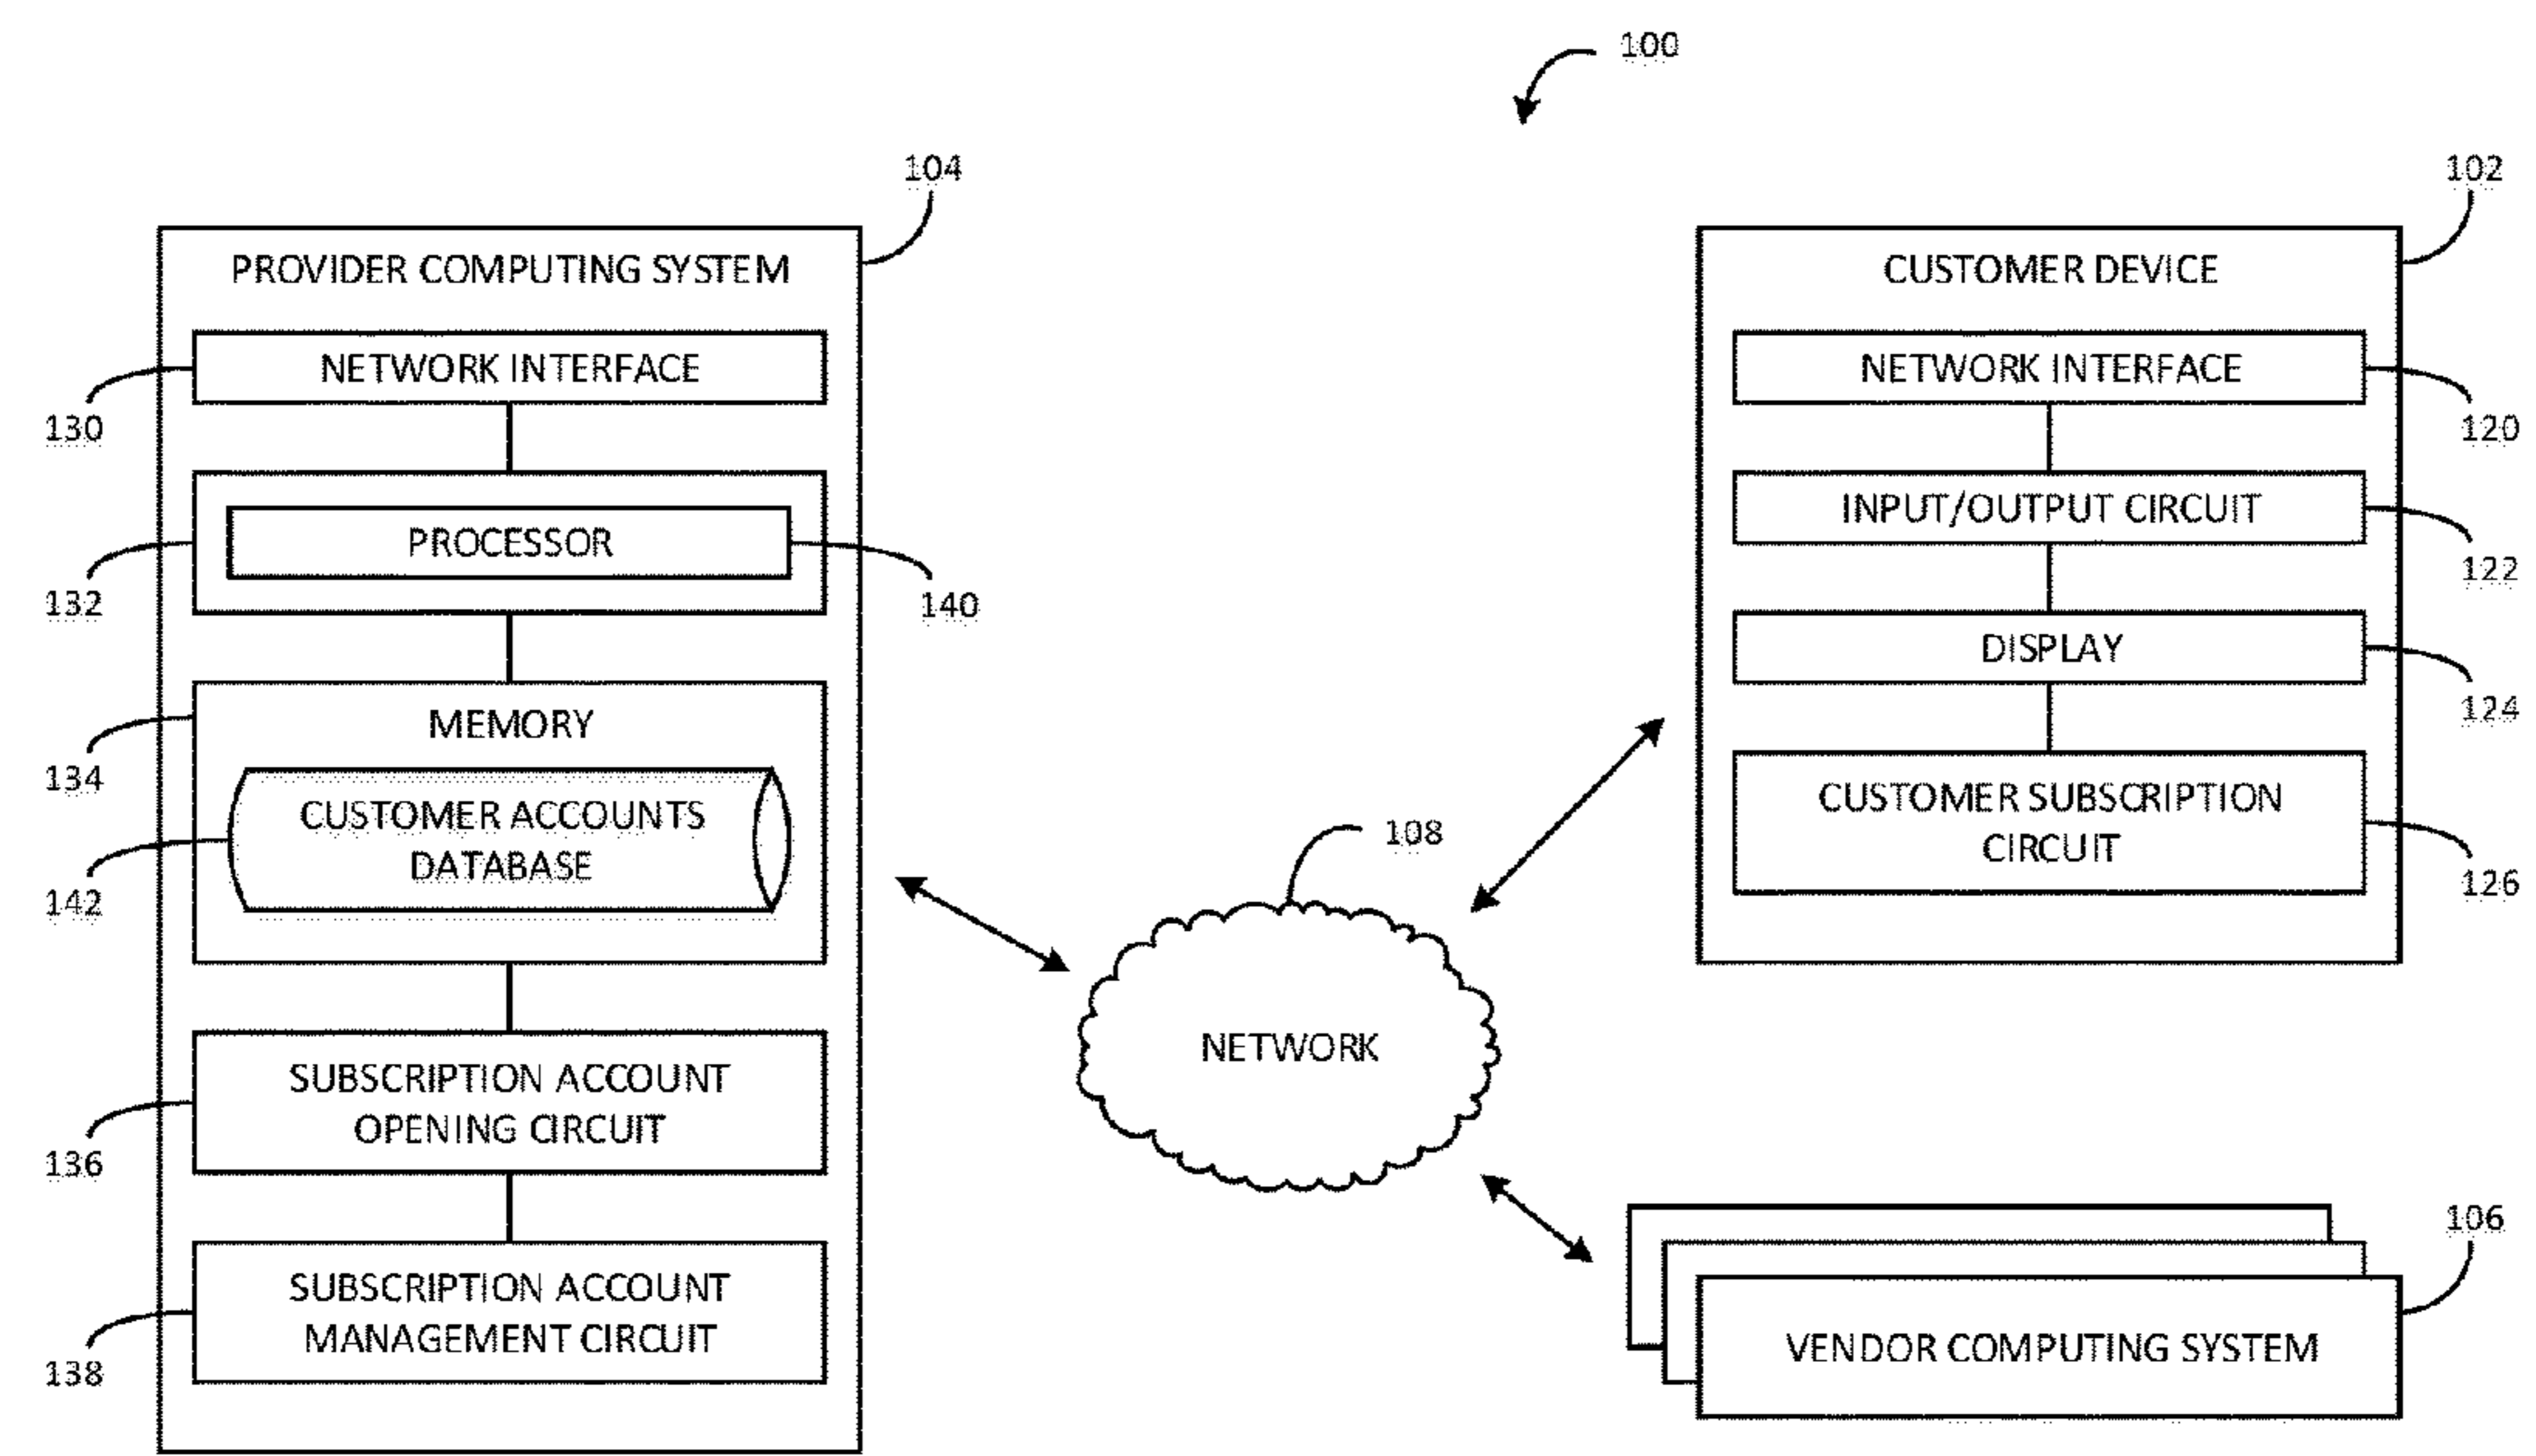 100
104
PROVIDER COMPUTING SYSTEM
NETWORK INTERFACE
130
PROCESSOR
132
140
MEMORY
134
CUSTOMER ACCOUNTS
DATABASE
142
SUBSCRIPTION ACCOUNT
OPENING CIRCUIT
136
SUBSCRIPTION ACCOUNT
MANAGEMENT CIRCUIT
138
108
NETWORK
102
CUSTOMER DEVICE
NETWORK INTERFACE
120
INPUT/OUTPUT CIRCUIT
122
DISPLAY
124
CUSTOMER SUBSCRIPTION
CIRCUIT
126
106
VENDOR COMPUTING SYSTEM